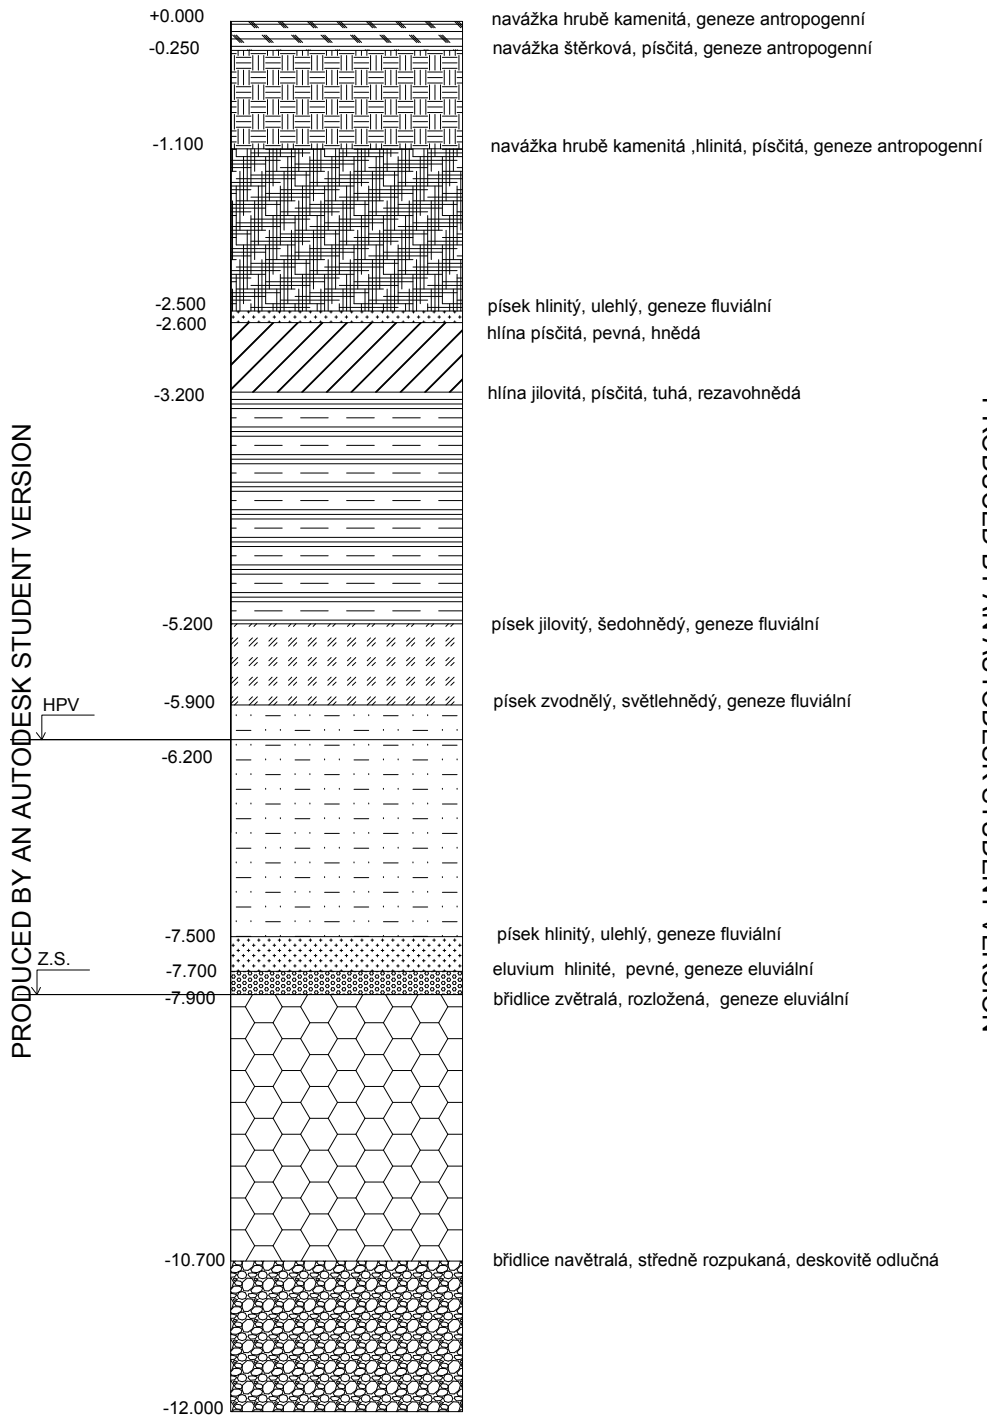 +0.000 navážka hrubě kamenitá, geneze antropogenní
-0.250 navážka štěrková, písčitá, geneze antropogenní
-1.100 navážka hrubě kamenitá ,hlinitá, písčitá, geneze antropogenní
-2.500 písek hlinitý, ulehlý, geneze fluviální
-2.600 hlína písčitá, pevná, hnědá
-3.200 hlína jilovitá, písčitá, tuhá, rezavohnědá
-5.200 písek jilovitý, šedohnědý, geneze fluviální
-5.900 písek zvodnělý, světlehnědý, geneze fluviální
HPV
-6.200
-7.500 písek hlinitý, ulehlý, geneze fluviální
Z.S.
-7.700 eluvium hlinité, pevné, geneze eluviální
-7.900 břidlice zvětralá, rozložená, geneze eluviální
-10.700 břidlice navětralá, středně rozpukaná, deskovitě odlučná
-12.000
PRODUCED BY AN AUTODESK STUDENT VERSION